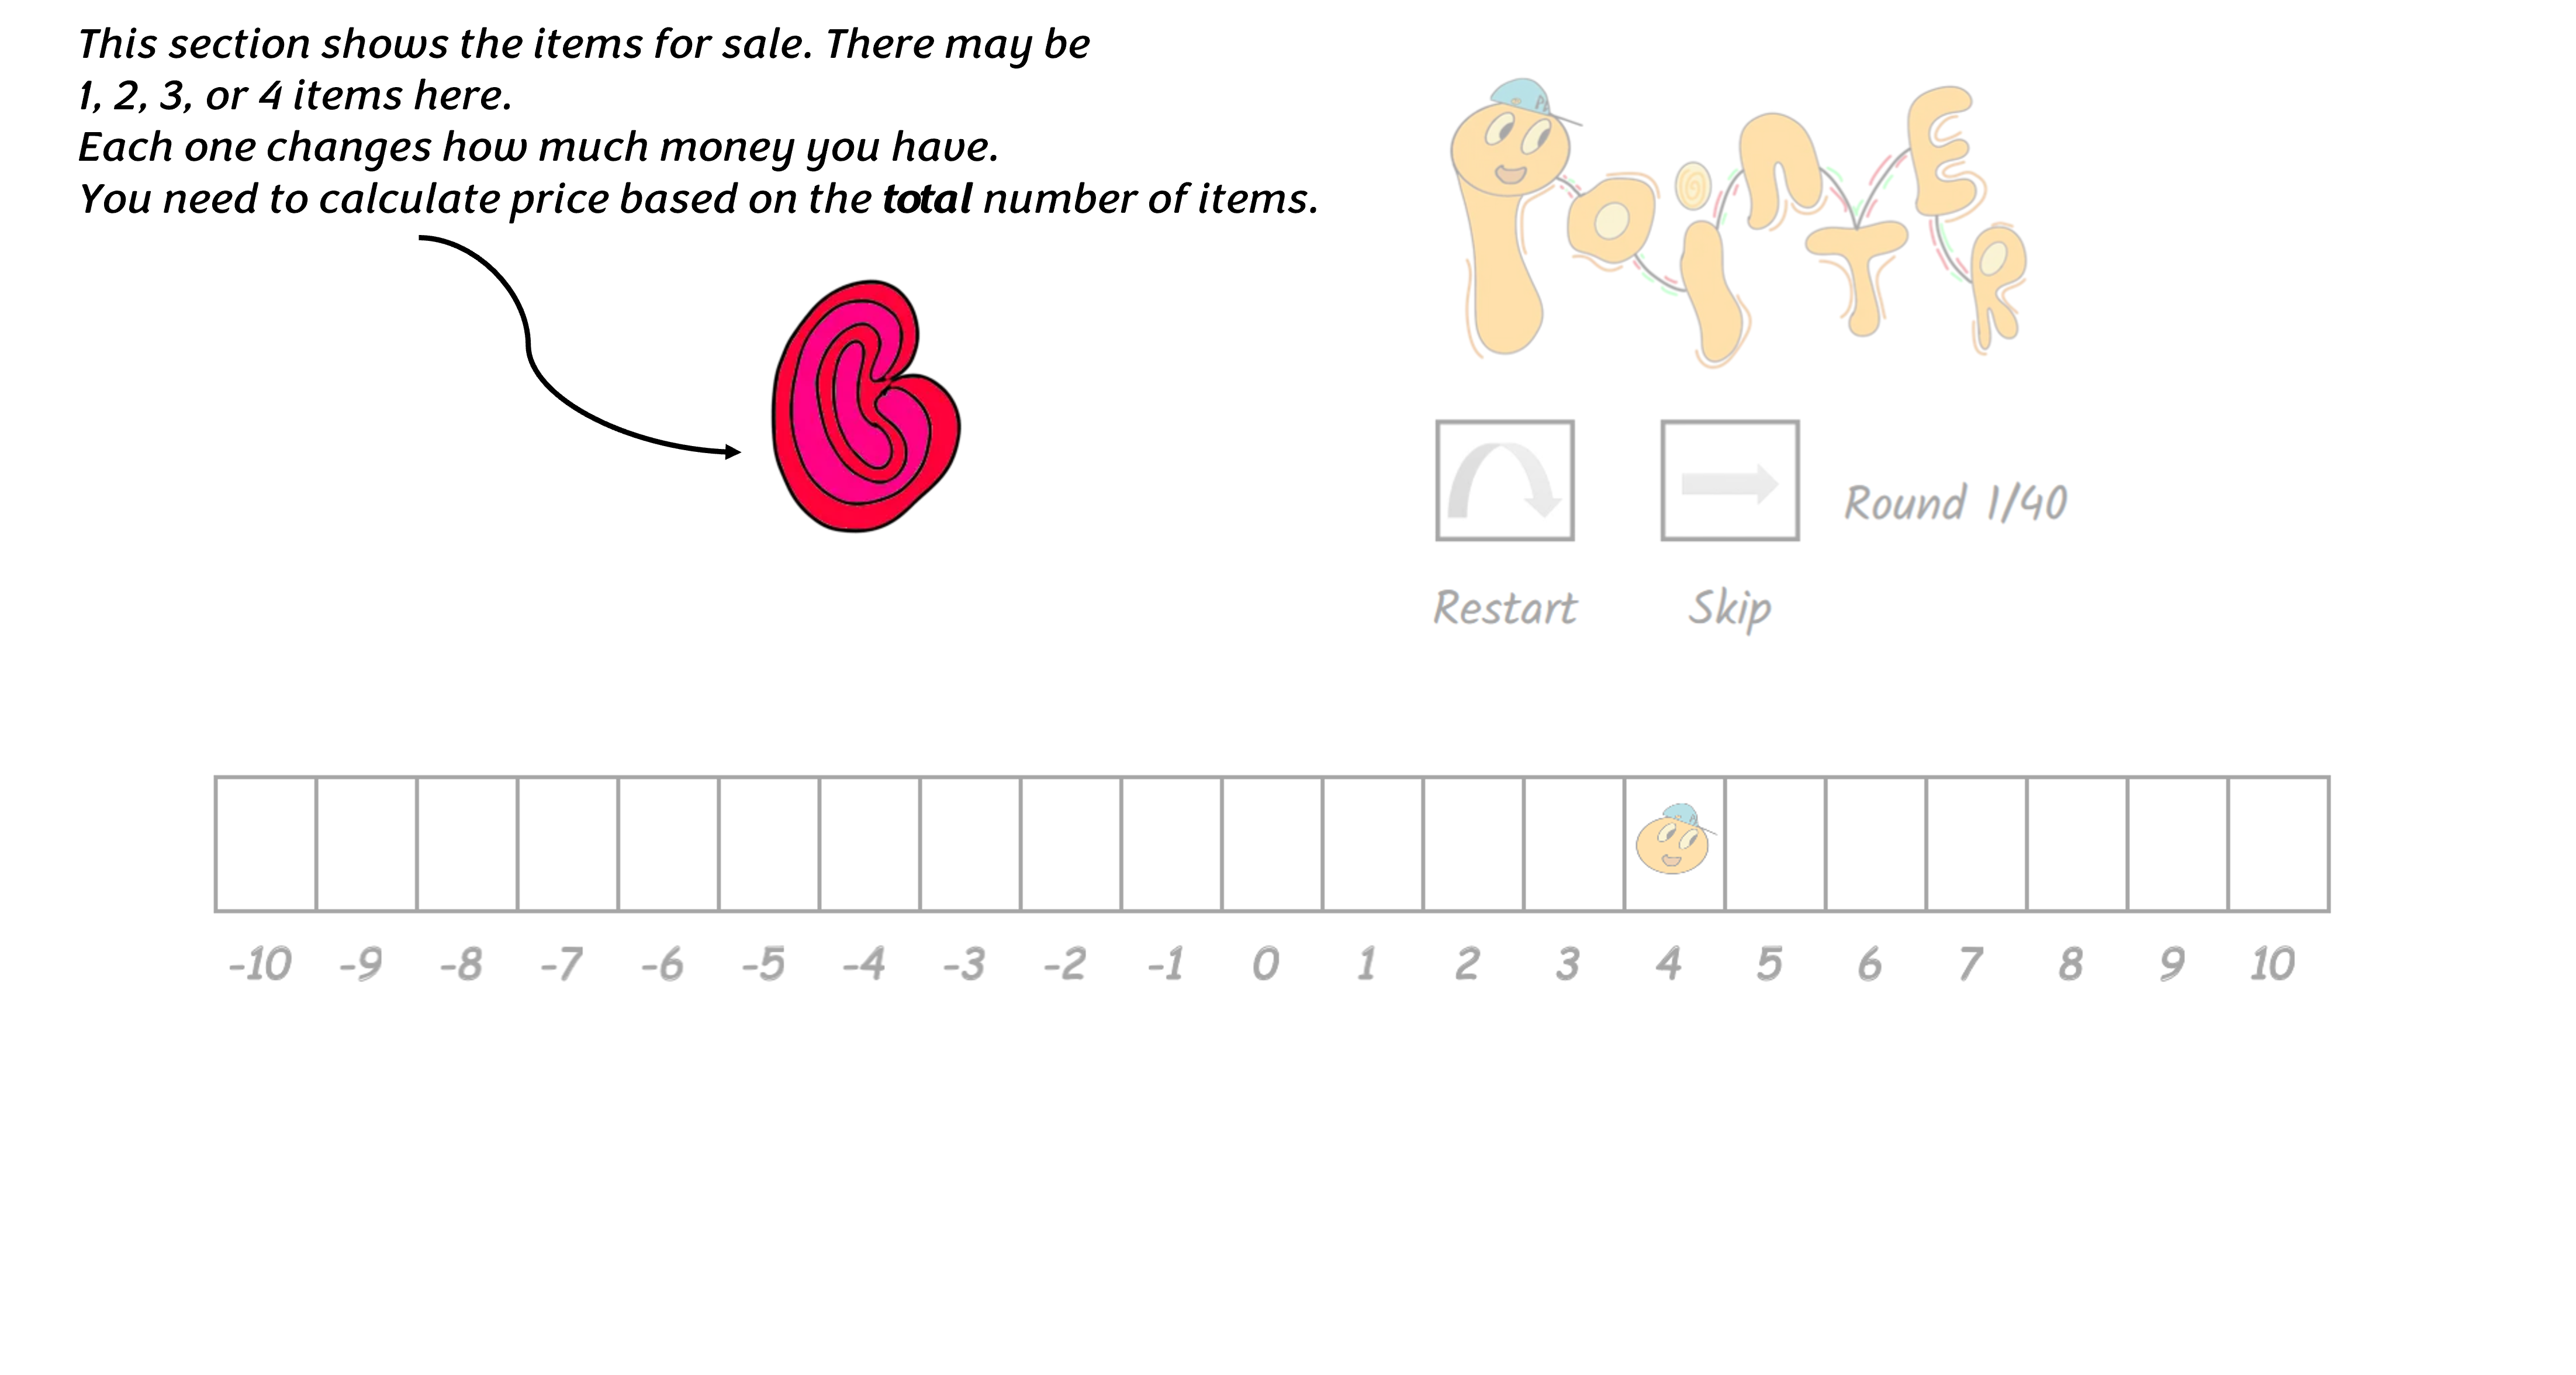 This section shows the items for sale. There may be
1, 2, 3, or 4 items here.
Each one changes how much money you have.
You need to calculate price based on the total number of items.
POiNTER
Round 1/40
Restart Skip
-10 -9 -8 -7 -6 -5 -4 -3 -2 -1 0 1 2 3 4 5 6 7 8 9 10